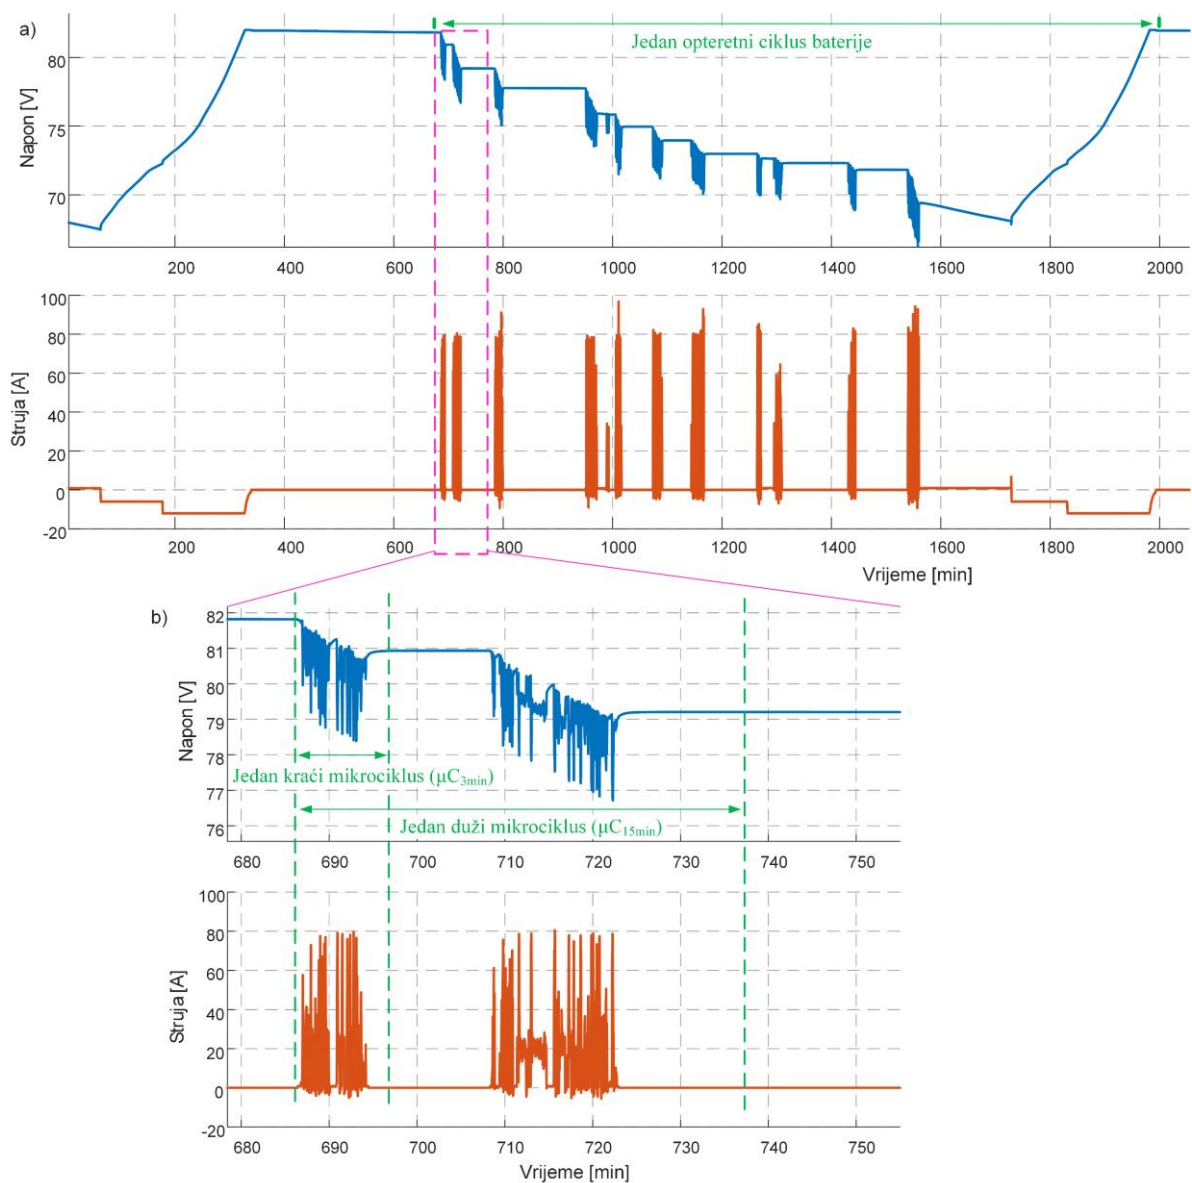 a)
Jedan opteretni ciklus baterije
80
75
70
Napon [V]
200 400 600 800 1000 1200 1400 1600 1800 2000
100
80
60
40
20
0
-20
Struja [A]
200 400 600 800 1000 1200 1400 1600 1800 2000
Vrijeme [min]
b)
82
81
80
79
78
77
76
Napon [V]
Jedan kraći mikrociklus (μC3min)
Jedan duži mikrociklus (μC15min)
680 690 700 710 720 730 740 750
100
80
60
40
20
0
-20
Struja [A]
680 690 700 710 720 730 740 750
Vrijeme [min]